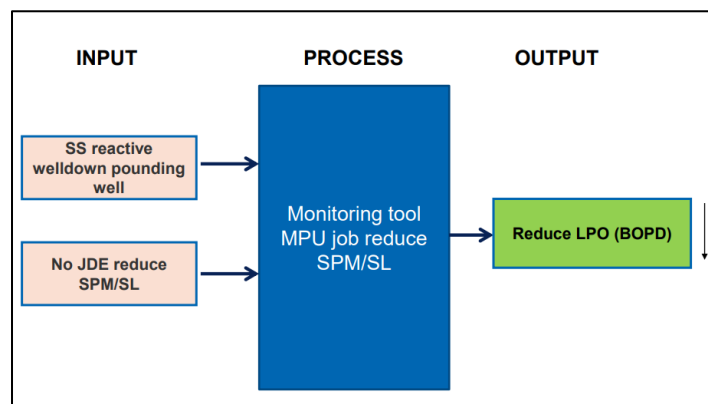 INPUT
PROCESS
OUTPUT
SS reactive
welldown pounding
well
No JDE reduce
SPM/SL
Monitoring tool
MPU job reduce
SPM/SL
Reduce LPO (BOPD)